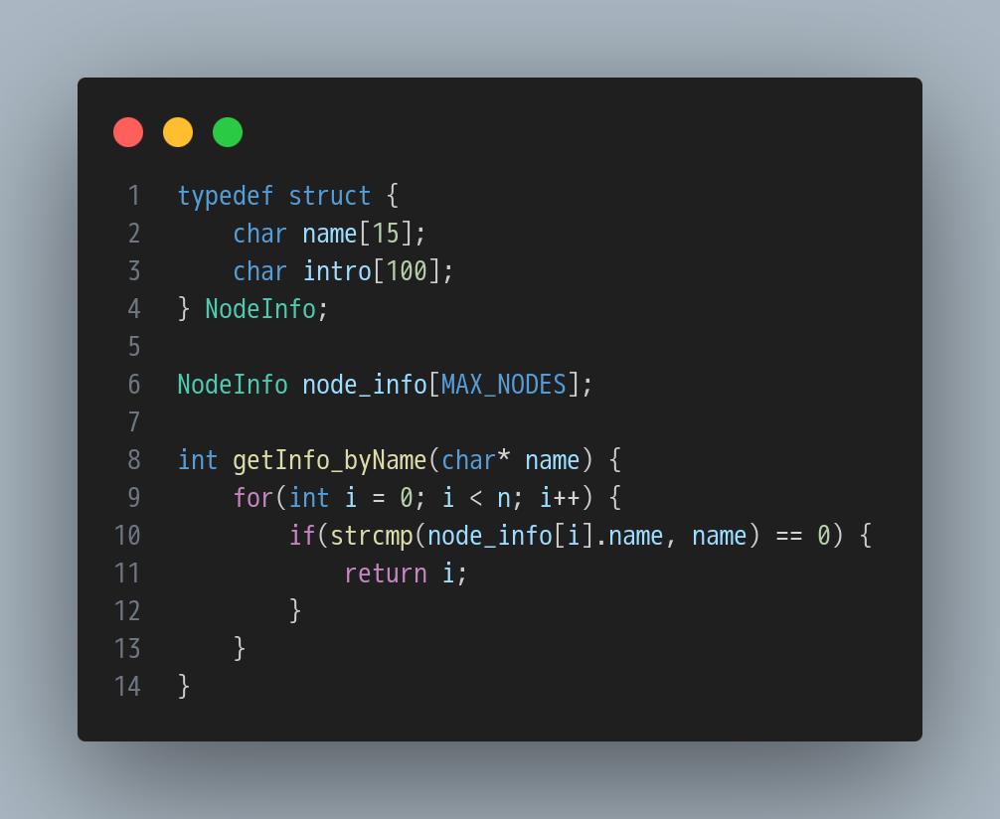 1 typedef struct {
2     char name[15];
3     char intro[100];
4 } NodeInfo;
5
6 NodeInfo node_info[MAX_NODES];
7
8 int getInfo_byName(char* name) {
9     for(int i = 0; i < n; i++) {
10         if(strcmp(node_info[i].name, name) == 0) {
11             return i;
12         }
13     }
14 }